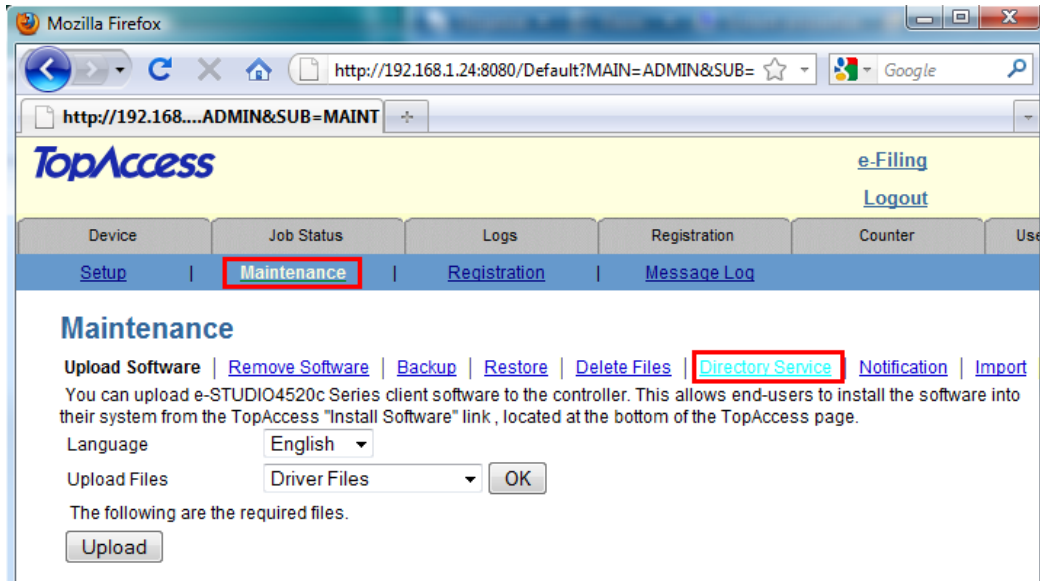 Mozilla Firefox
http://192.168.1.24:8080/Default?MAIN=ADMIN&SUB= Google
http://192.168....ADMIN&SUB=MAINT
TopAccess
e-Filing
Logout
Device Job Status Logs Registration Counter Use
Setup | Maintenance | Registration | Message Log
Maintenance
Upload Software | Remove Software | Backup | Restore | Delete Files | Directory Service | Notification | Import
You can upload e-STUDIO4520c Series client software to the controller. This allows end-users to install the software into
their system from the TopAccess "Install Software" link , located at the bottom of the TopAccess page.
Language English
Upload Files Driver Files OK
The following are the required files.
Upload